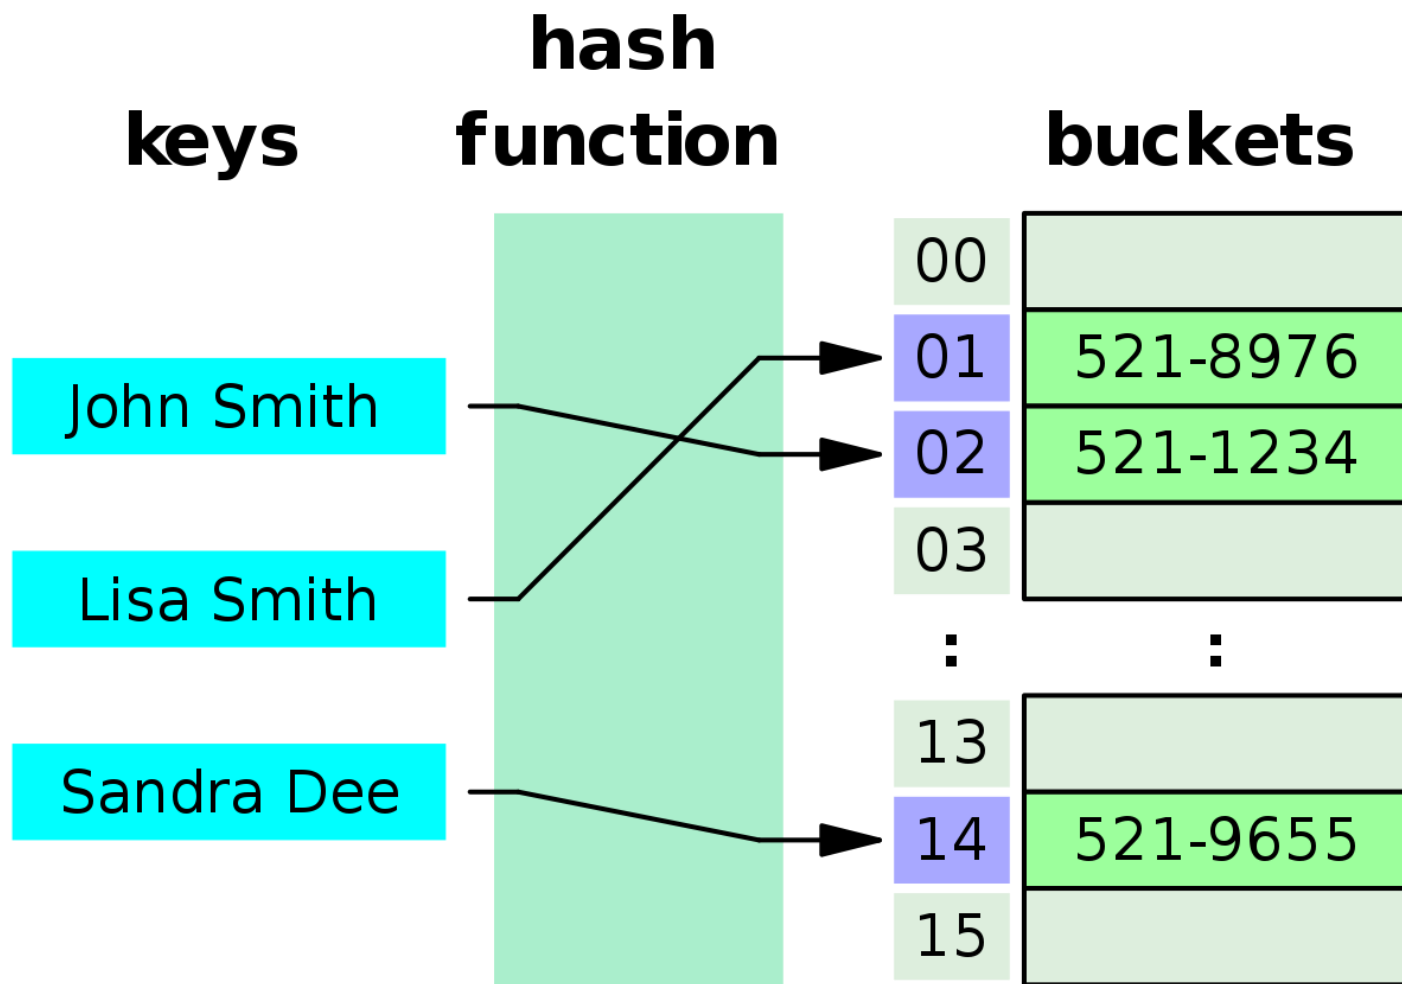 hash
keys function buckets
00
01 521-8976
John Smith
02 521-1234
03
Lisa Smith
: :
13
Sandra Dee
14 521-9655
15